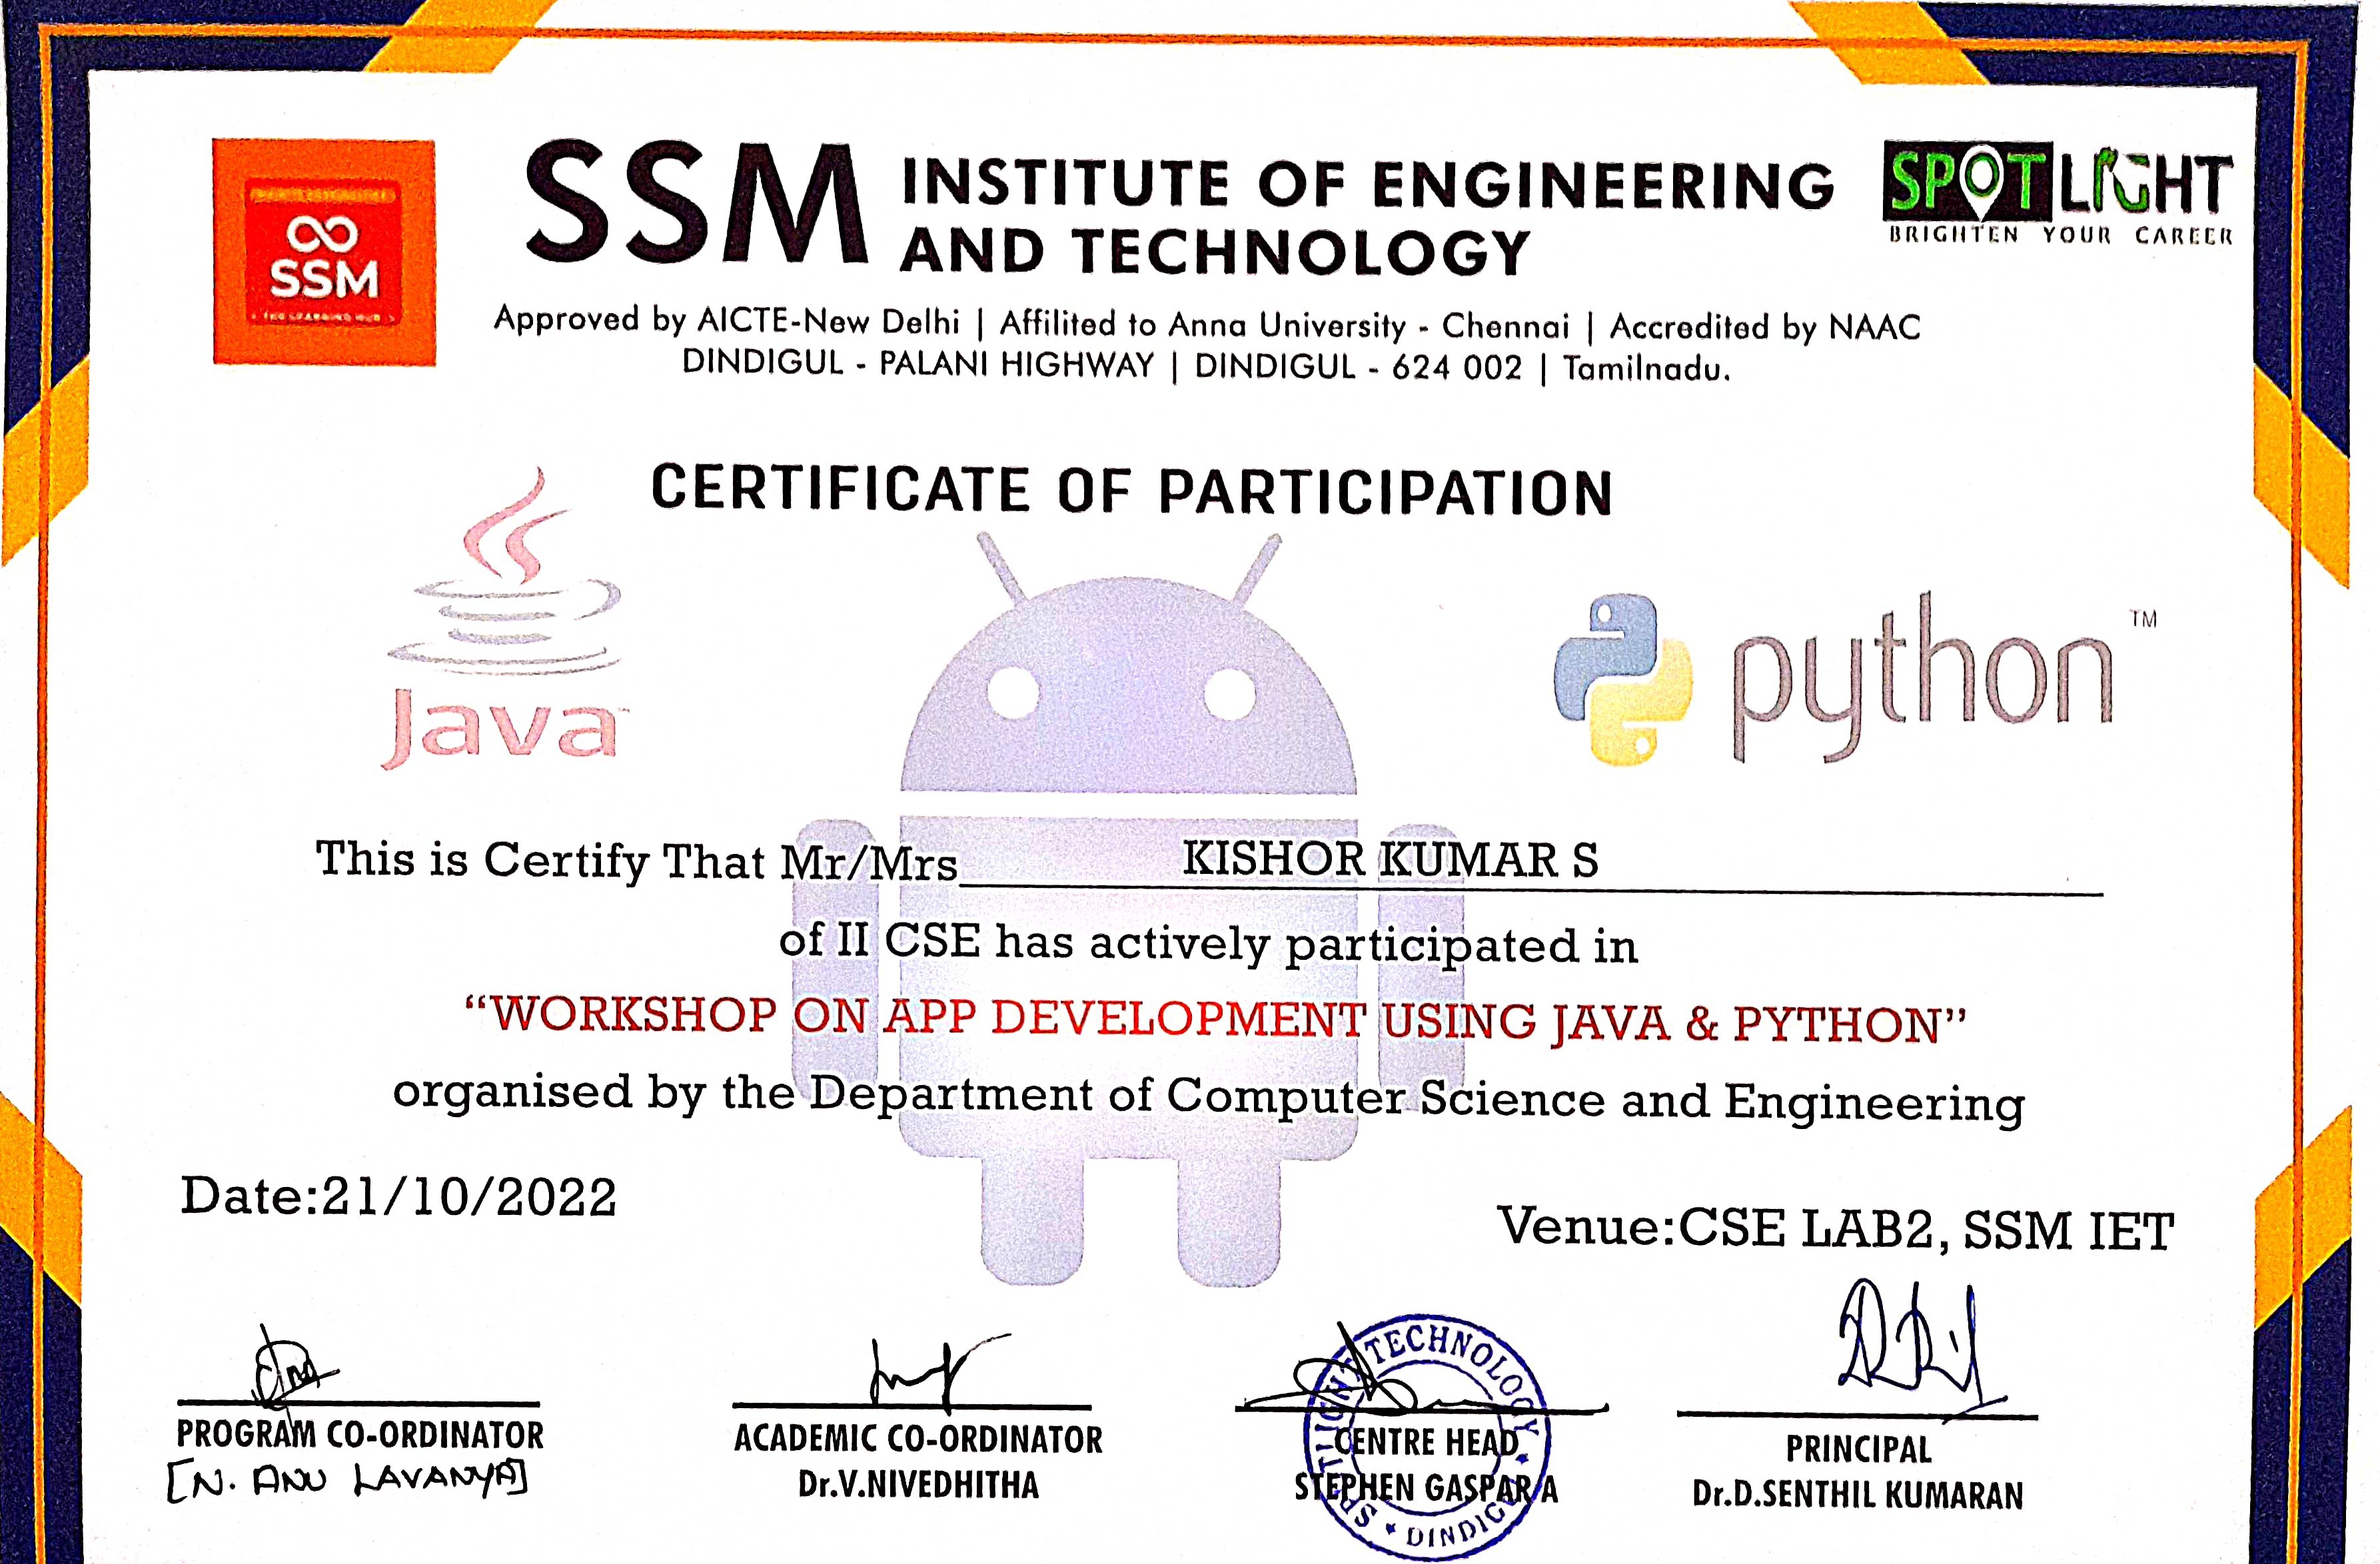 SSM
THE LEARNING HUB
SSM INSTITUTE OF ENGINEERING
AND TECHNOLOGY
SPOTLIGHT
BRIGHTEN YOUR CAREER
Approved by AICTE-New Delhi | Affilited to Anna University - Chennai | Accredited by NAAC
DINDIGUL - PALANI HIGHWAY | DINDIGUL - 624 002 | Tamilnadu.
CERTIFICATE OF PARTICIPATION
Java
python TM
This is Certify That Mr/Mrs KISHOR KUMAR S
of II CSE has actively participated in
“WORKSHOP ON APP DEVELOPMENT USING JAVA & PYTHON”
organised by the Department of Computer Science and Engineering
Date:21/10/2022
Venue:CSE LAB2, SSM IET
PROGRAM CO-ORDINATOR
[N. ANU LAVANYA]
ACADEMIC CO-ORDINATOR
Dr.V.NIVEDHITHA
TECHNOLOGY * DINDIGUL *
CENTRE HEAD
STEPHEN GASPAR A
PRINCIPAL
Dr.D.SENTHIL KUMARAN